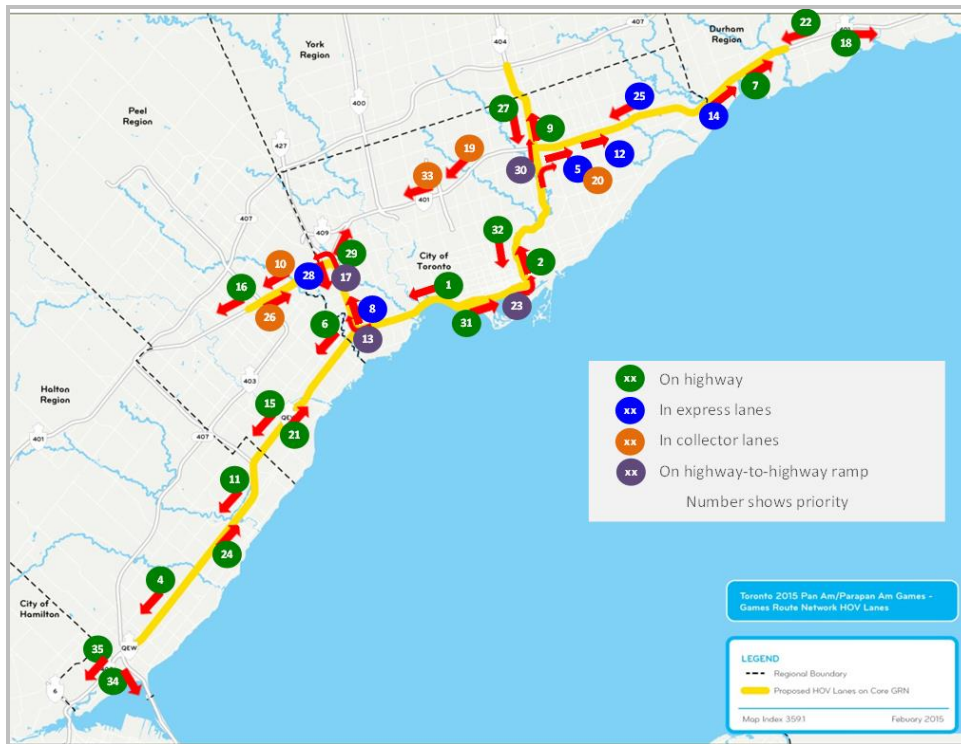 22
18
Durham
Region
407
404
York
Region
7
400
25
14
Peel
Region
27
9
12
427
19
30
5
20
33
401
407
409
32
City of
Toronto
29
2
10
28
17
1
16
23
26
8
31
6
13
Halton
Region
403
15
QEW
21
401
407
11
24
4
City of
Hamilton
QEW
35
34
6
xx On highway
xx In express lanes
xx In collector lanes
xx On highway-to-highway ramp
Number shows priority
Toronto 2015 Pan Am/Parapan Am Games -
Games Route Network HOV Lanes
LEGEND
Regional Boundary
Proposed HOV Lanes on Core GRN
Map Index 3591
Febuary 2015